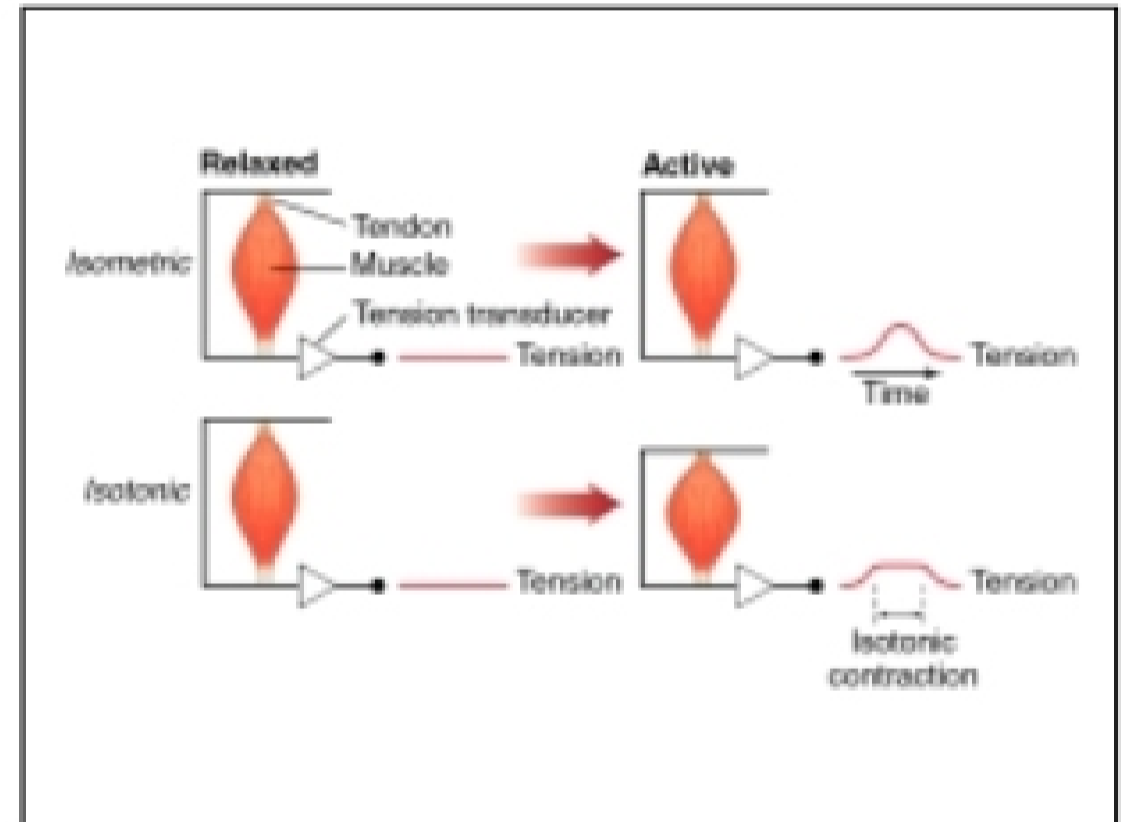 Relaxed
Active
Tendon
Isometric
Muscle
Tension transducer
Tension
Tension
Time
Isotonic
Tension
Tension
Isotonic
contraction